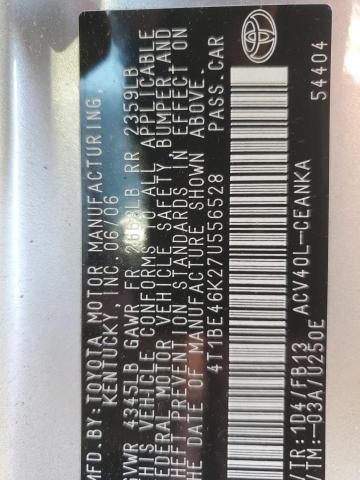 MFD.BY: TOYOTA MOTOR MANUFACTURING,
KENTUCKY, INC. 06/06
GVWR 4345LB GAWR FR LB RR 2359LB
THIS VEHICLE CONFORMS TO ALL APPLICABLE
FEDERAL MOTOR VEHICLE SAFETY, BUMPER AND
THEFT PREVENTION STANDARDS IN EFFECT ON
THE DATE OF MANUFACTURE SHOWN ABOVE.
4T1BE46K27U556528 PASS.CAR
/TR: 1D4/FB13 ACV40L-CEANKA
/TM: -03A/U250E 54404